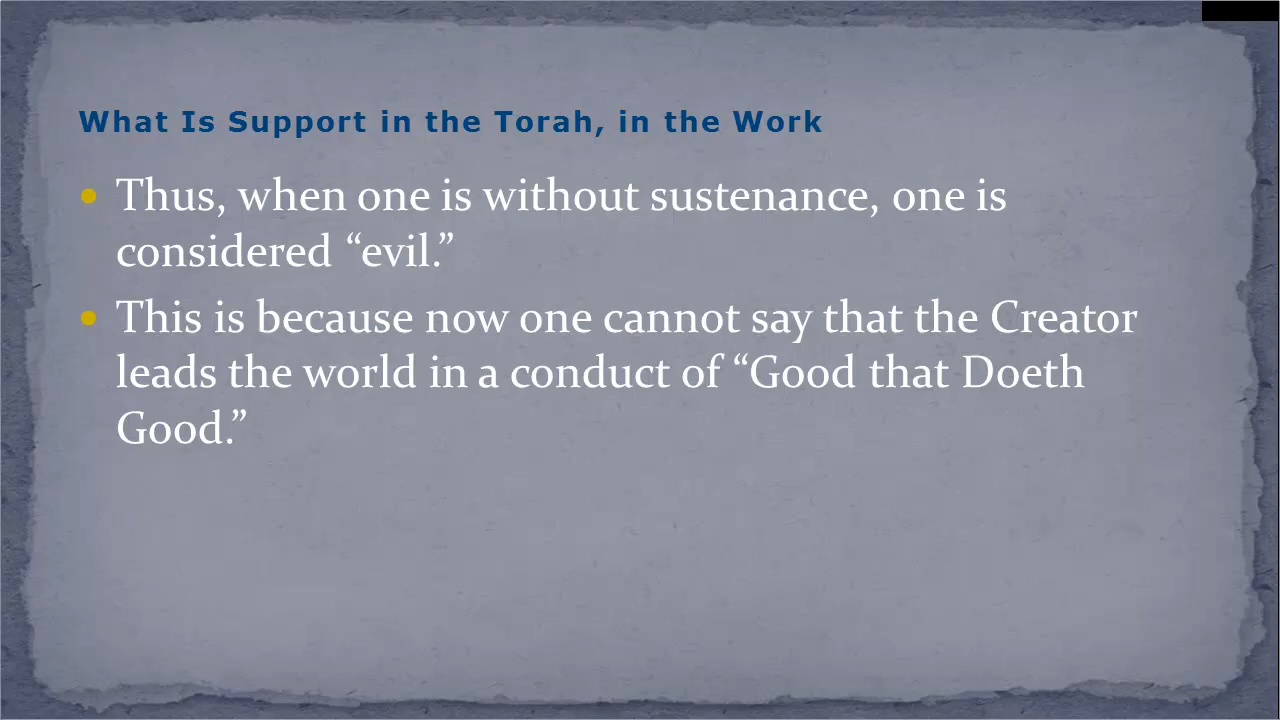 What Is Support in the Torah, in the Work
Thus, when one is without sustenance, one is
considered “evil.”
This is because now one cannot say that the Creator
leads the world in a conduct of “Good that Doeth
Good.”